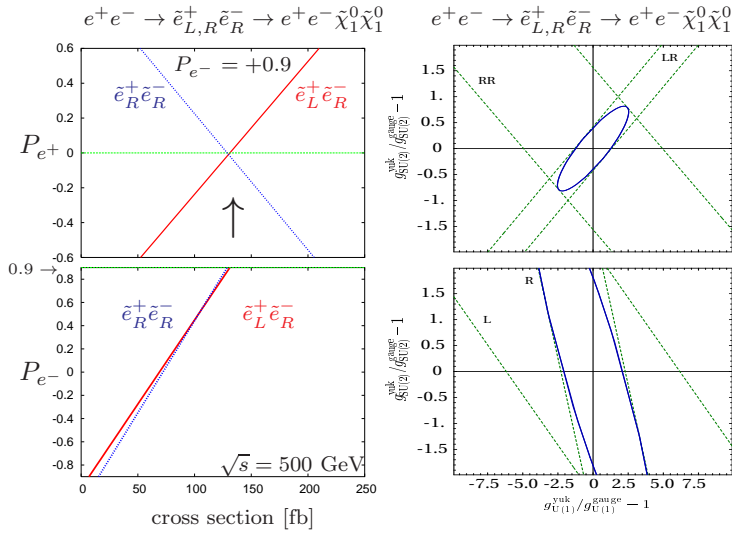 e⁺e⁻ → ẽ⁺_{L,R}ẽ⁻_R → e⁺e⁻χ̃⁰₁χ̃⁰₁
0.6
0.4
0.2
0
-0.2
-0.4
-0.6
P_{e⁺}
P_{e⁻} = +0.9
ẽ⁺_Rẽ⁻_R
ẽ⁺_Lẽ⁻_R
↑
0.9 →
0.8
0.6
0.4
0.2
0
-0.2
-0.4
-0.6
-0.8
P_{e⁻}
ẽ⁺_Rẽ⁻_R
ẽ⁺_Lẽ⁻_R
√s = 500 GeV
0 50 100 150 200 250
cross section [fb]
e⁺e⁻ → ẽ⁺_{L,R}ẽ⁻_R → e⁺e⁻χ̃⁰₁χ̃⁰₁
1.5
1
0.5
0
-0.5
-1
-1.5
g^{yuk}_{SU(2)}/g^{gauge}_{SU(2)} − 1
RR
LR
1.5
1
0.5
0
-0.5
-1
-1.5
g^{yuk}_{SU(2)}/g^{gauge}_{SU(2)} − 1
R
L
-7.5 -5.0 -2.5 0 2.5 5.0 7.5
g^{yuk}_{U(1)}/g^{gauge}_{U(1)} − 1